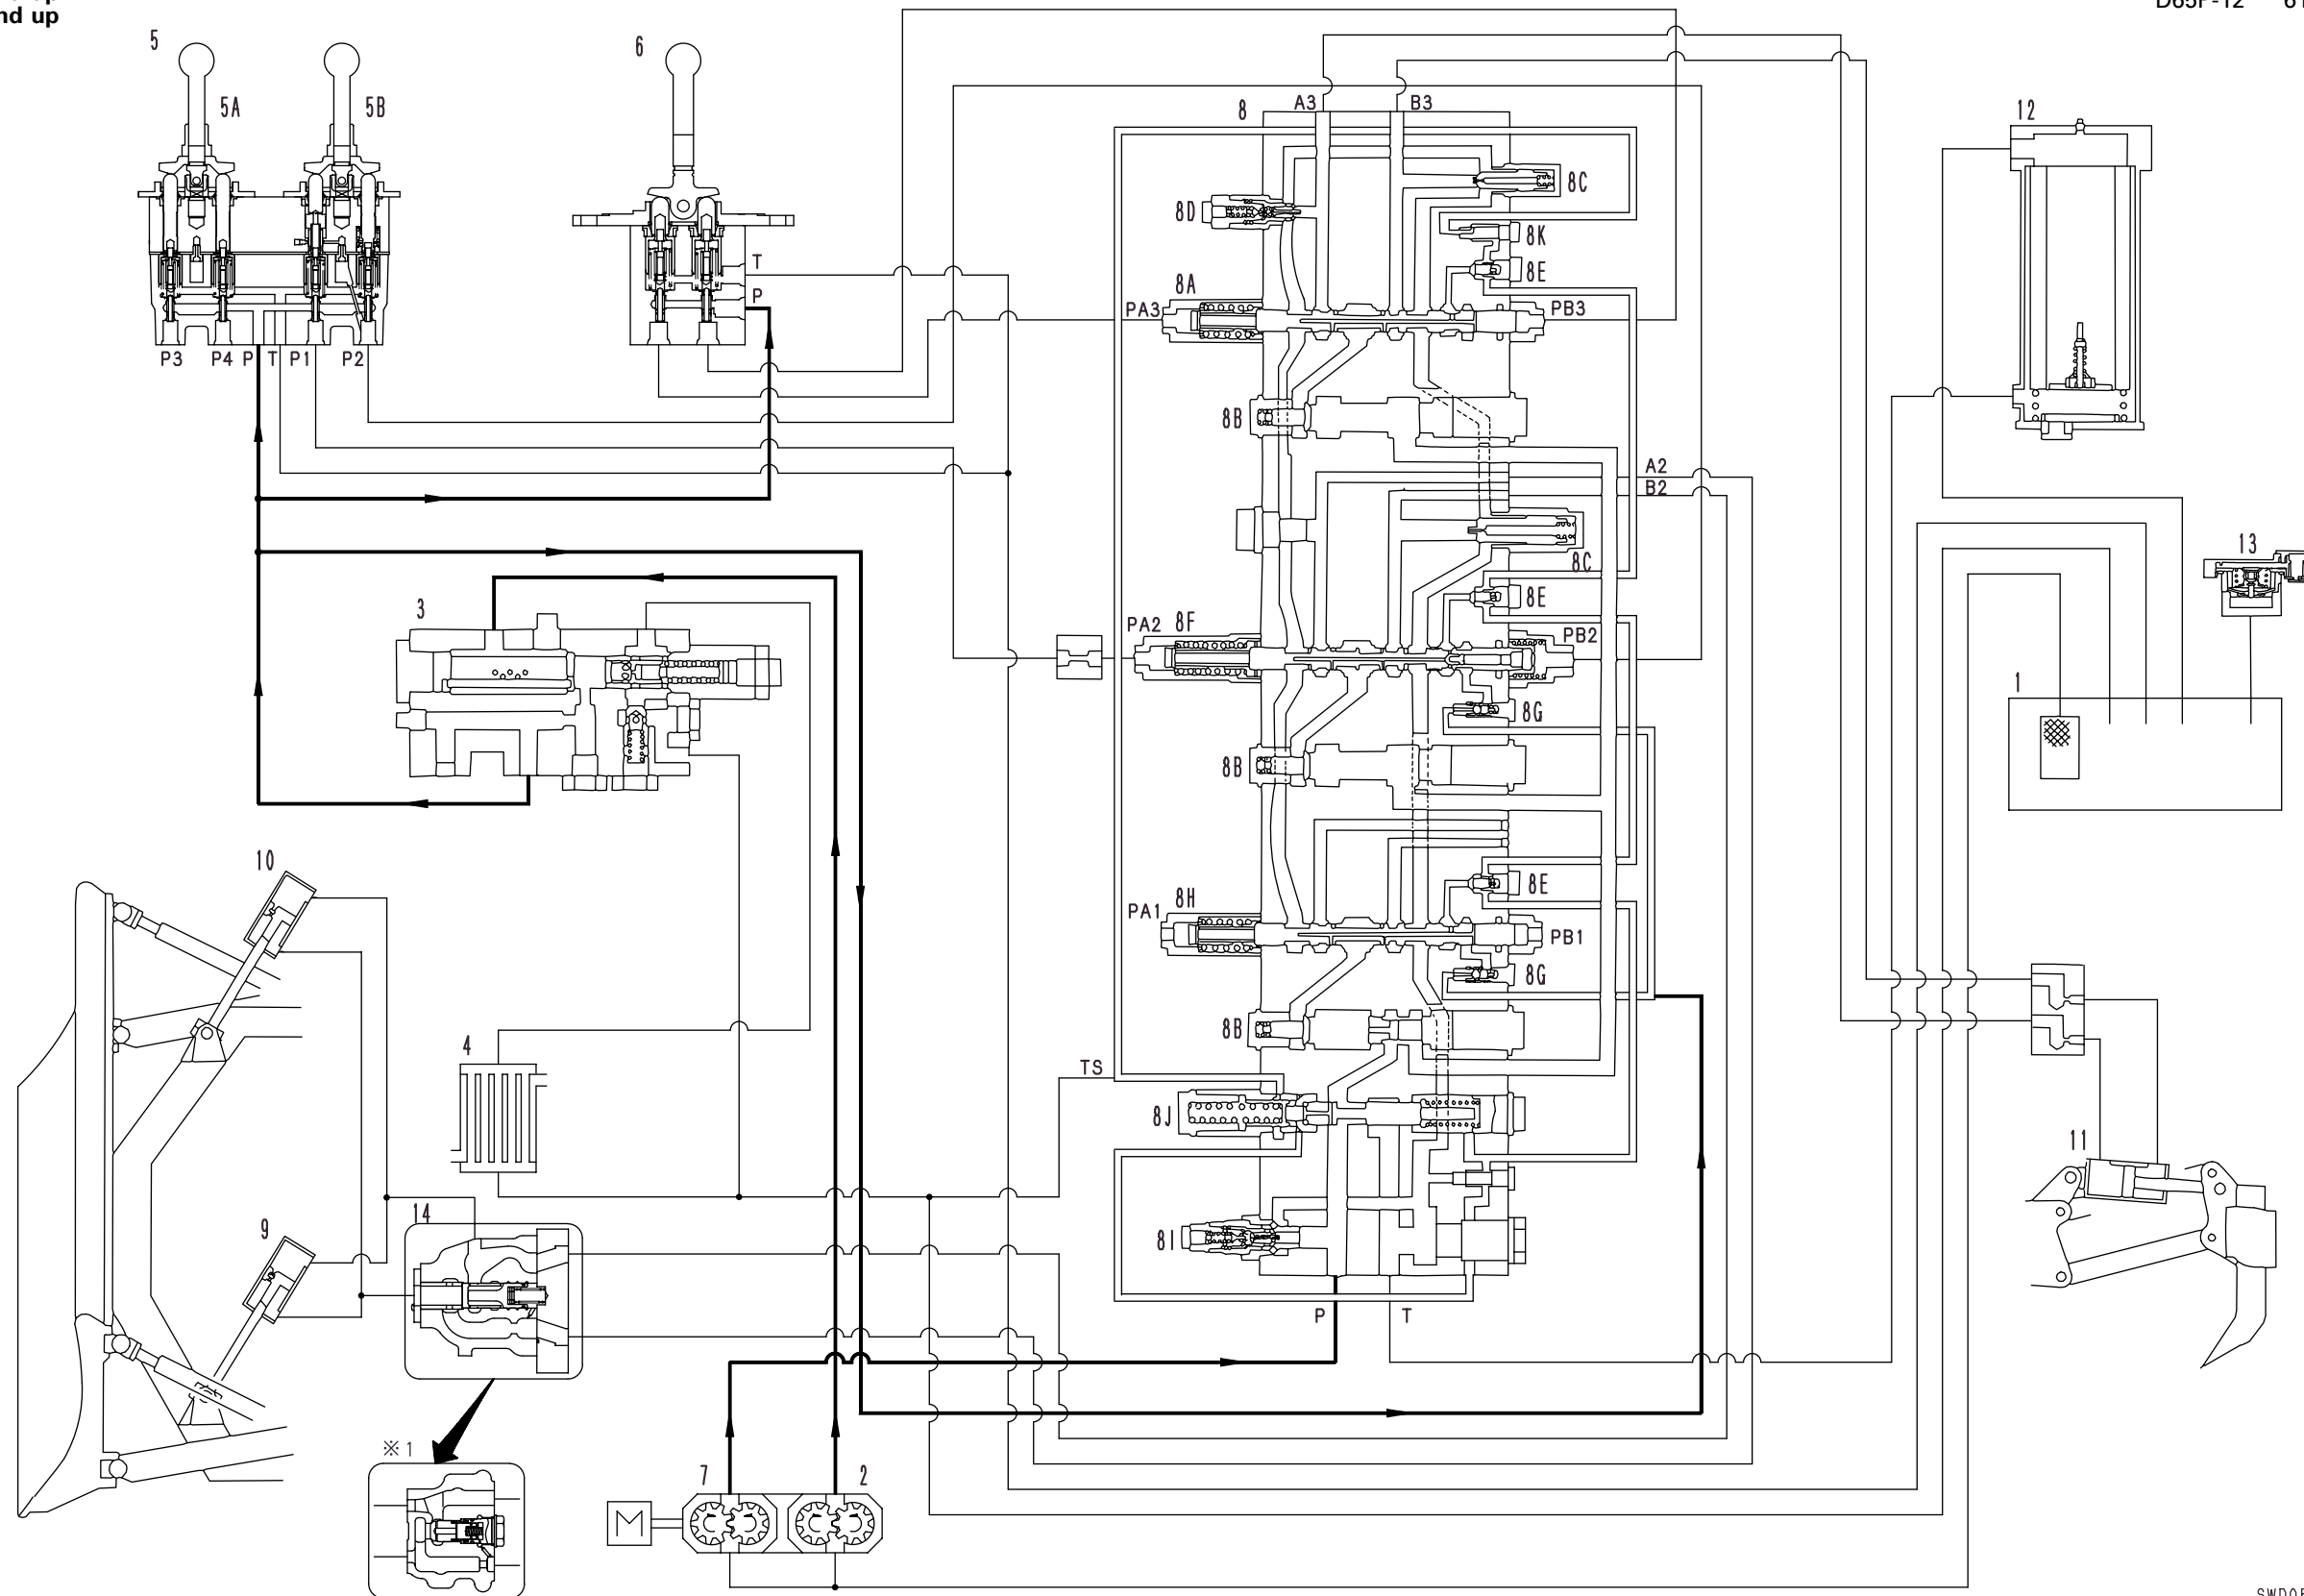 nd up
5
6
5A
5B
8
A3
B3
12
8C
8D
8K
8E
T
P
8A
PA3
PB3
P3
P4
P
T
P1
P2
8B
A2
B2
13
8C
3
8E
PA2
8F
PB2
1
8G
8B
10
8E
8H
PA1
PB1
8G
8B
4
TS
8J
11
14
9
8I
P
T
※1
7
2
M